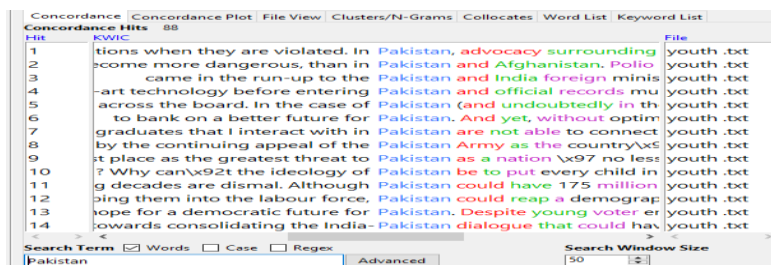 Concordance Concordance Plot File View Clusters/N-Grams Collocates Word List Keyword List
Concordance Hits 88
Hit KWIC File
1 tions when they are violated. In Pakistan, advocacy surrounding youth .txt
2 ecome more dangerous, than in Pakistan and Afghanistan. Polio youth .txt
3 came in the run-up to the Pakistan and India foreign minis youth .txt
4 -art technology before entering Pakistan and official records mu youth .txt
5 across the board. In the case of Pakistan (and undoubtedly in th youth .txt
6 to bank on a better future for Pakistan. And yet, without optim youth .txt
7 graduates that I interact with in Pakistan are not able to connect youth .txt
8 by the continuing appeal of the Pakistan Army as the country\x9 youth .txt
9 st place as the greatest threat to Pakistan as a nation \x97 no less youth .txt
10 ? Why can\x92t the ideology of Pakistan be to put every child in youth .txt
11 g decades are dismal. Although Pakistan could have 175 million youth .txt
12 ping them into the labour force, Pakistan could reap a demograp youth .txt
13 hope for a democratic future for Pakistan. Despite young voter er youth .txt
14 towards consolidating the India-Pakistan dialogue that could hav youth .txt
Search Term Words Case Regex Search Window Size
Pakistan Advanced 50